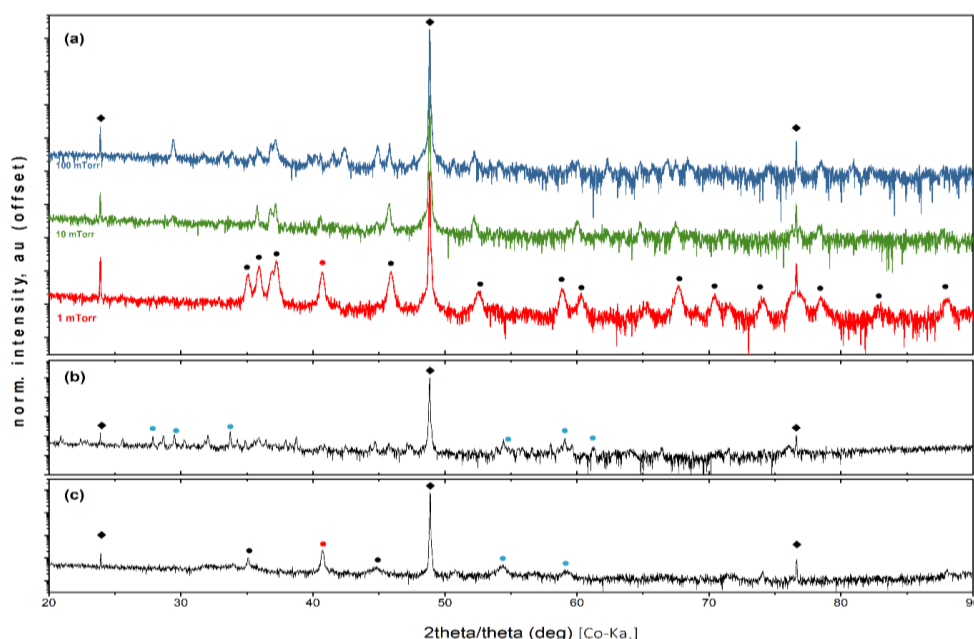 (a)
100 mTorr
10 mTorr
1 mTorr
(b)
(c)
norm. intensity, au (offset)
20 30 40 50 60 70 80 90
2theta/theta (deg) [Co-Kaₑ]